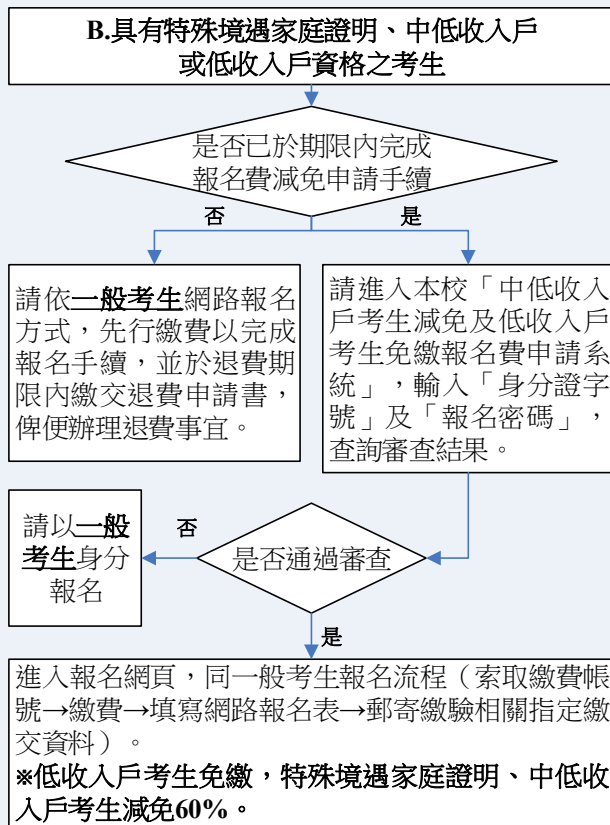 B.具有特殊境遇家庭證明、中低收入戶
或低收入戶資格之考生
是否已於期限內完成
報名費減免申請手續
否
是
請依一般考生網路報名
方式，先行繳費以完成
報名手續，並於退費期
限內繳交退費申請書，
俾便辦理退費事宜。
請進入本校「中低收入
戶考生減免及低收入戶
考生免繳報名費申請系
統」，輸入「身分證字
號」及「報名密碼」，
查詢審查結果。
請以一般
考生身分
報名
否
是否通過審查
是
進入報名網頁，同一般考生報名流程（索取繳費帳
號→繳費→填寫網路報名表→郵寄繳驗相關指定繳
交資料）。
※低收入戶考生免繳，特殊境遇家庭證明、中低收
入戶考生減免60%。